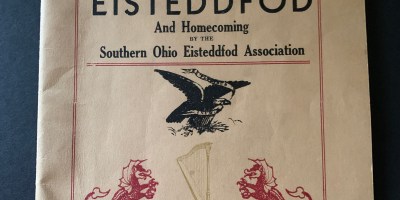 EISTEDDFOD
And Homecoming
BY THE
Southern Ohio Eisteddfod Association